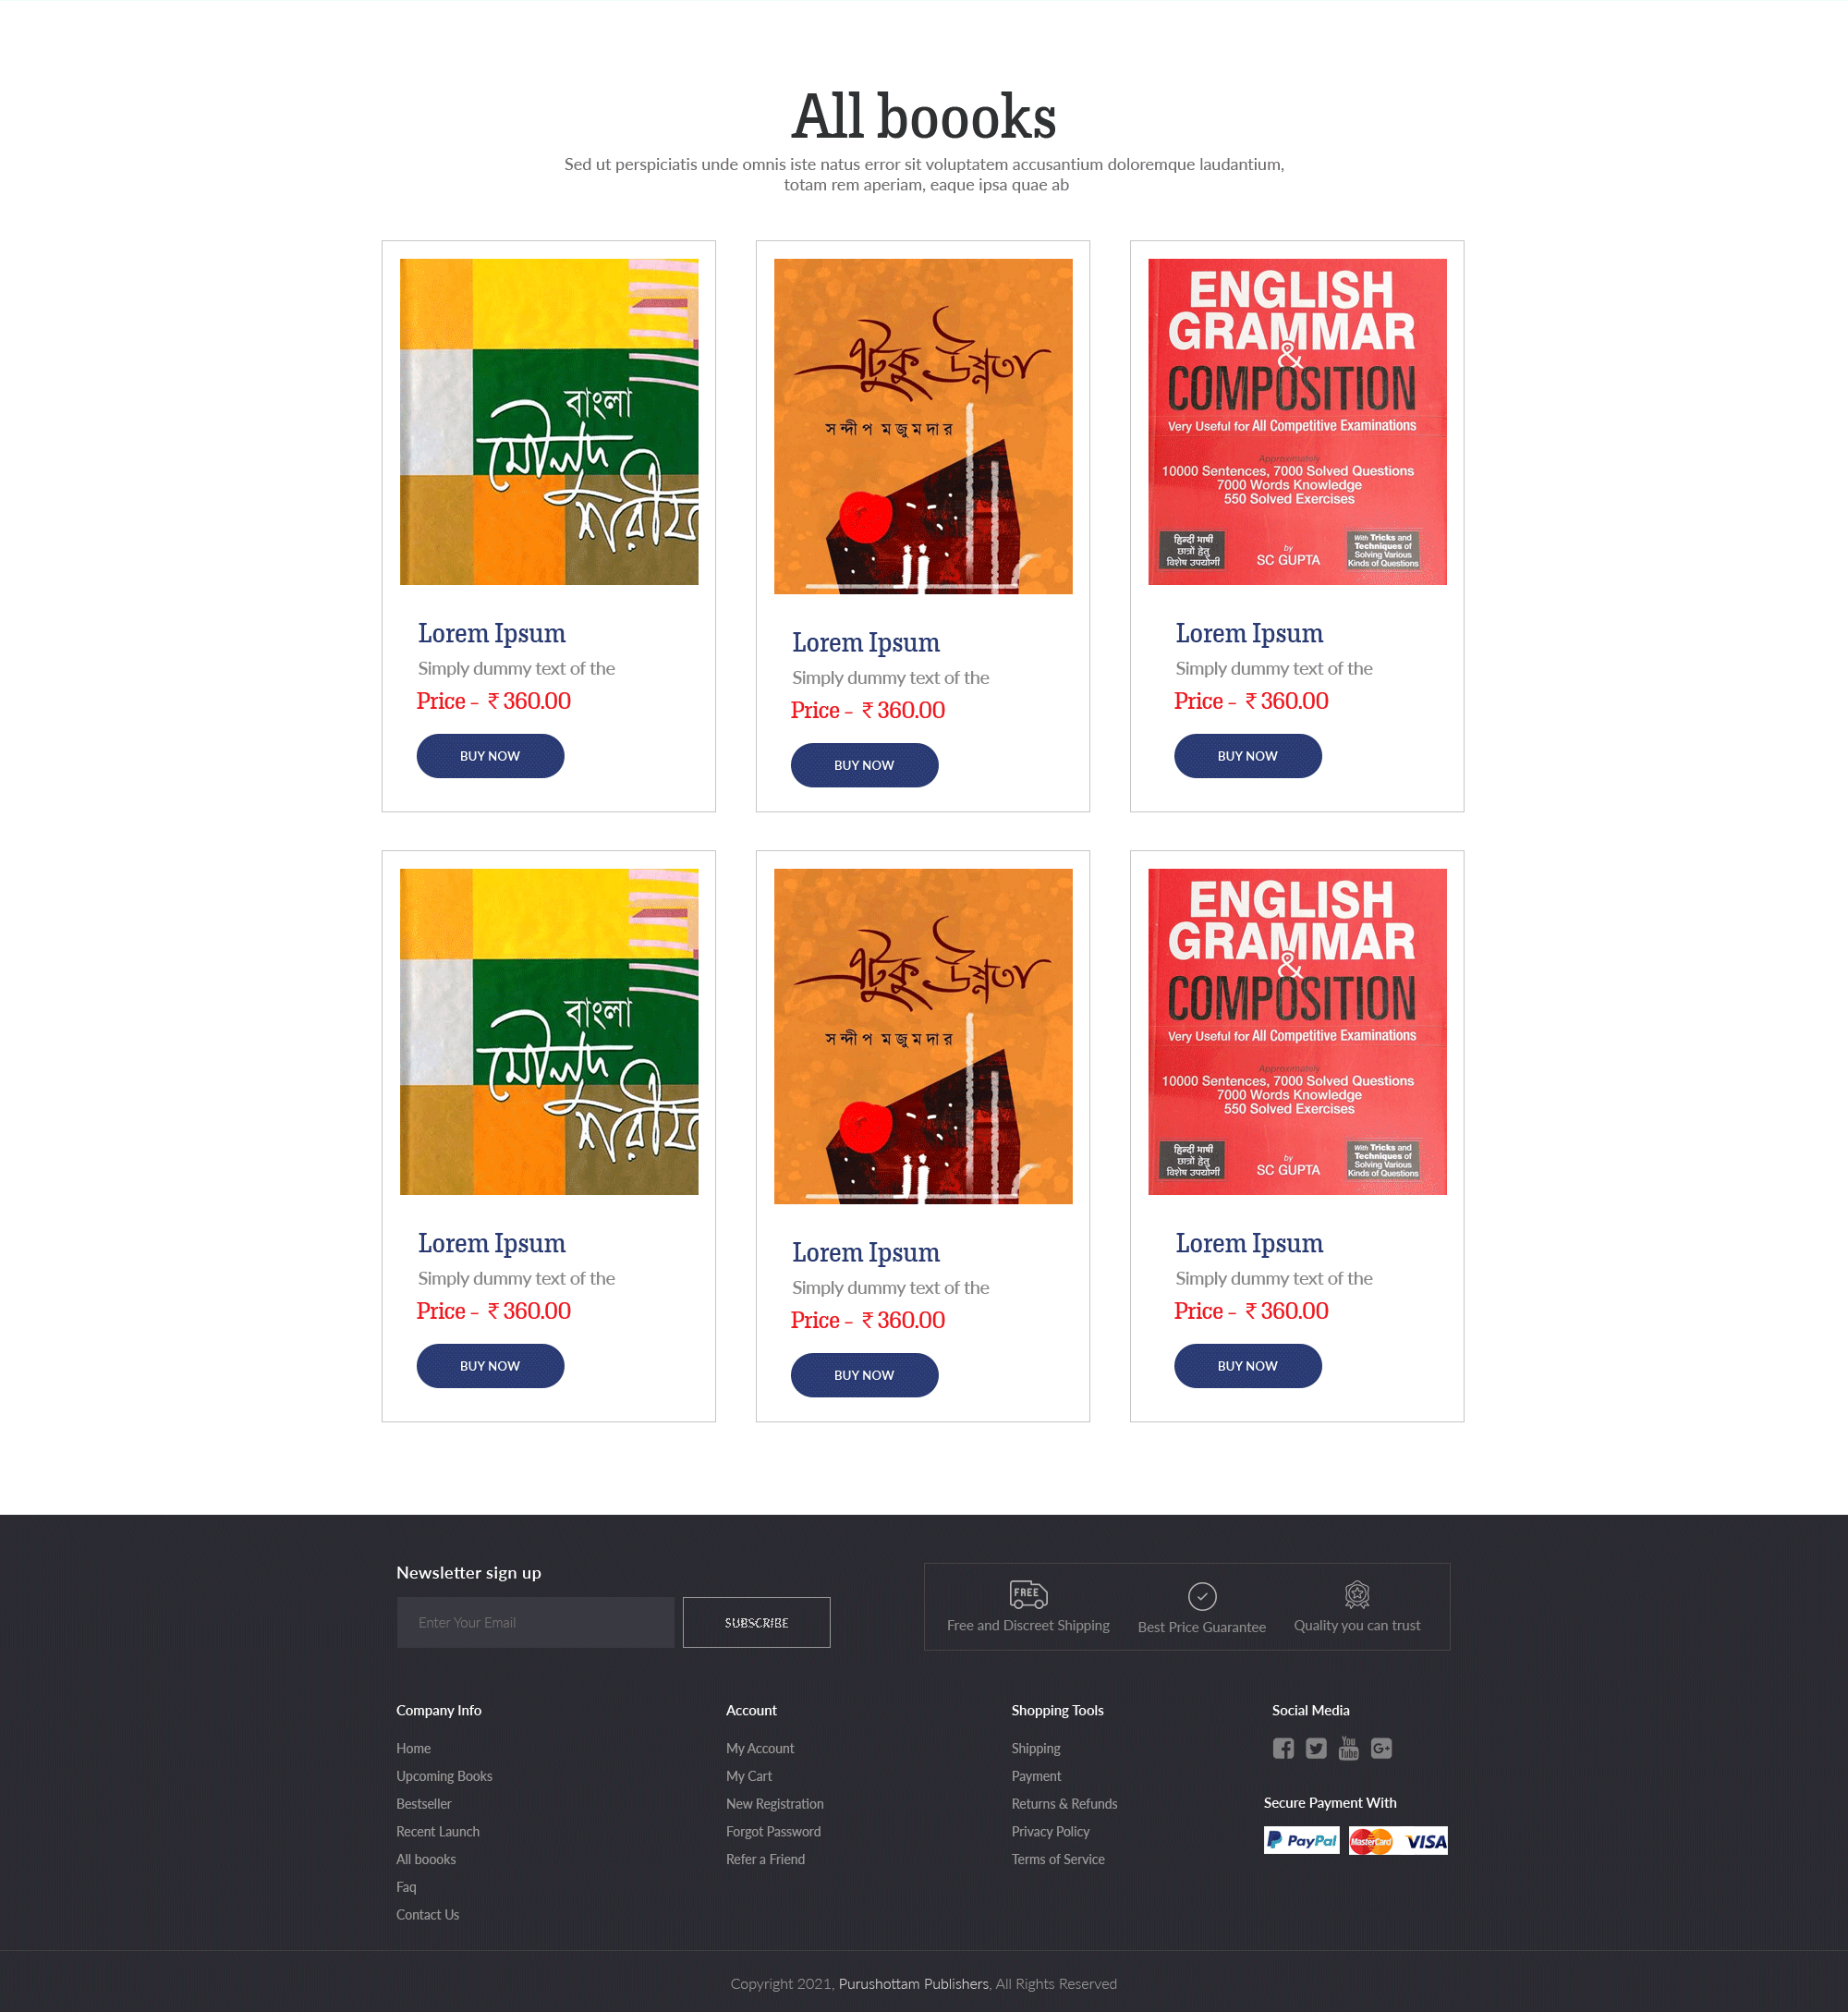 All boooks
Sed ut perspiciatis unde omnis iste natus error sit voluptatem accusantium doloremque laudantium,
totam rem aperiam, eaque ipsa quae ab
বাংলা
মৌলুদ
শরীফ
Lorem Ipsum
Simply dummy text of the
Price - ₹ 360.00
BUY NOW
এটুকু উষ্ণতা
সন্দীপ মজুমদার
Lorem Ipsum
Simply dummy text of the
Price - ₹ 360.00
BUY NOW
ENGLISH
GRAMMAR
&
COMPOSITION
Very Useful for All Competitive Examinations
Approximately
10000 Sentences, 7000 Solved Questions
7000 Words Knowledge
550 Solved Exercises
हिन्दी भाषी
छात्रों हेतु
विशेष उपयोगी
by
SC GUPTA
With Tricks and
Techniques of
Solving Various
Kinds of Questions
Lorem Ipsum
Simply dummy text of the
Price - ₹ 360.00
BUY NOW
বাংলা
মৌলুদ
শরীফ
Lorem Ipsum
Simply dummy text of the
Price - ₹ 360.00
BUY NOW
এটুকু উষ্ণতা
সন্দীপ মজুমদার
Lorem Ipsum
Simply dummy text of the
Price - ₹ 360.00
BUY NOW
ENGLISH
GRAMMAR
&
COMPOSITION
Very Useful for All Competitive Examinations
Approximately
10000 Sentences, 7000 Solved Questions
7000 Words Knowledge
550 Solved Exercises
हिन्दी भाषी
छात्रों हेतु
विशेष उपयोगी
by
SC GUPTA
With Tricks and
Techniques of
Solving Various
Kinds of Questions
Lorem Ipsum
Simply dummy text of the
Price - ₹ 360.00
BUY NOW
Newsletter sign up
Enter Your Email
SUBSCRIBE
FREE
Free and Discreet Shipping
Best Price Guarantee
Quality you can trust
Company Info
Home
Upcoming Books
Bestseller
Recent Launch
All boooks
Faq
Contact Us
Account
My Account
My Cart
New Registration
Forgot Password
Refer a Friend
Shopping Tools
Shipping
Payment
Returns & Refunds
Privacy Policy
Terms of Service
Social Media
You
Tube
G+
Secure Payment With
PayPal
MasterCard
VISA
Copyright 2021, Purushottam Publishers, All Rights Reserved